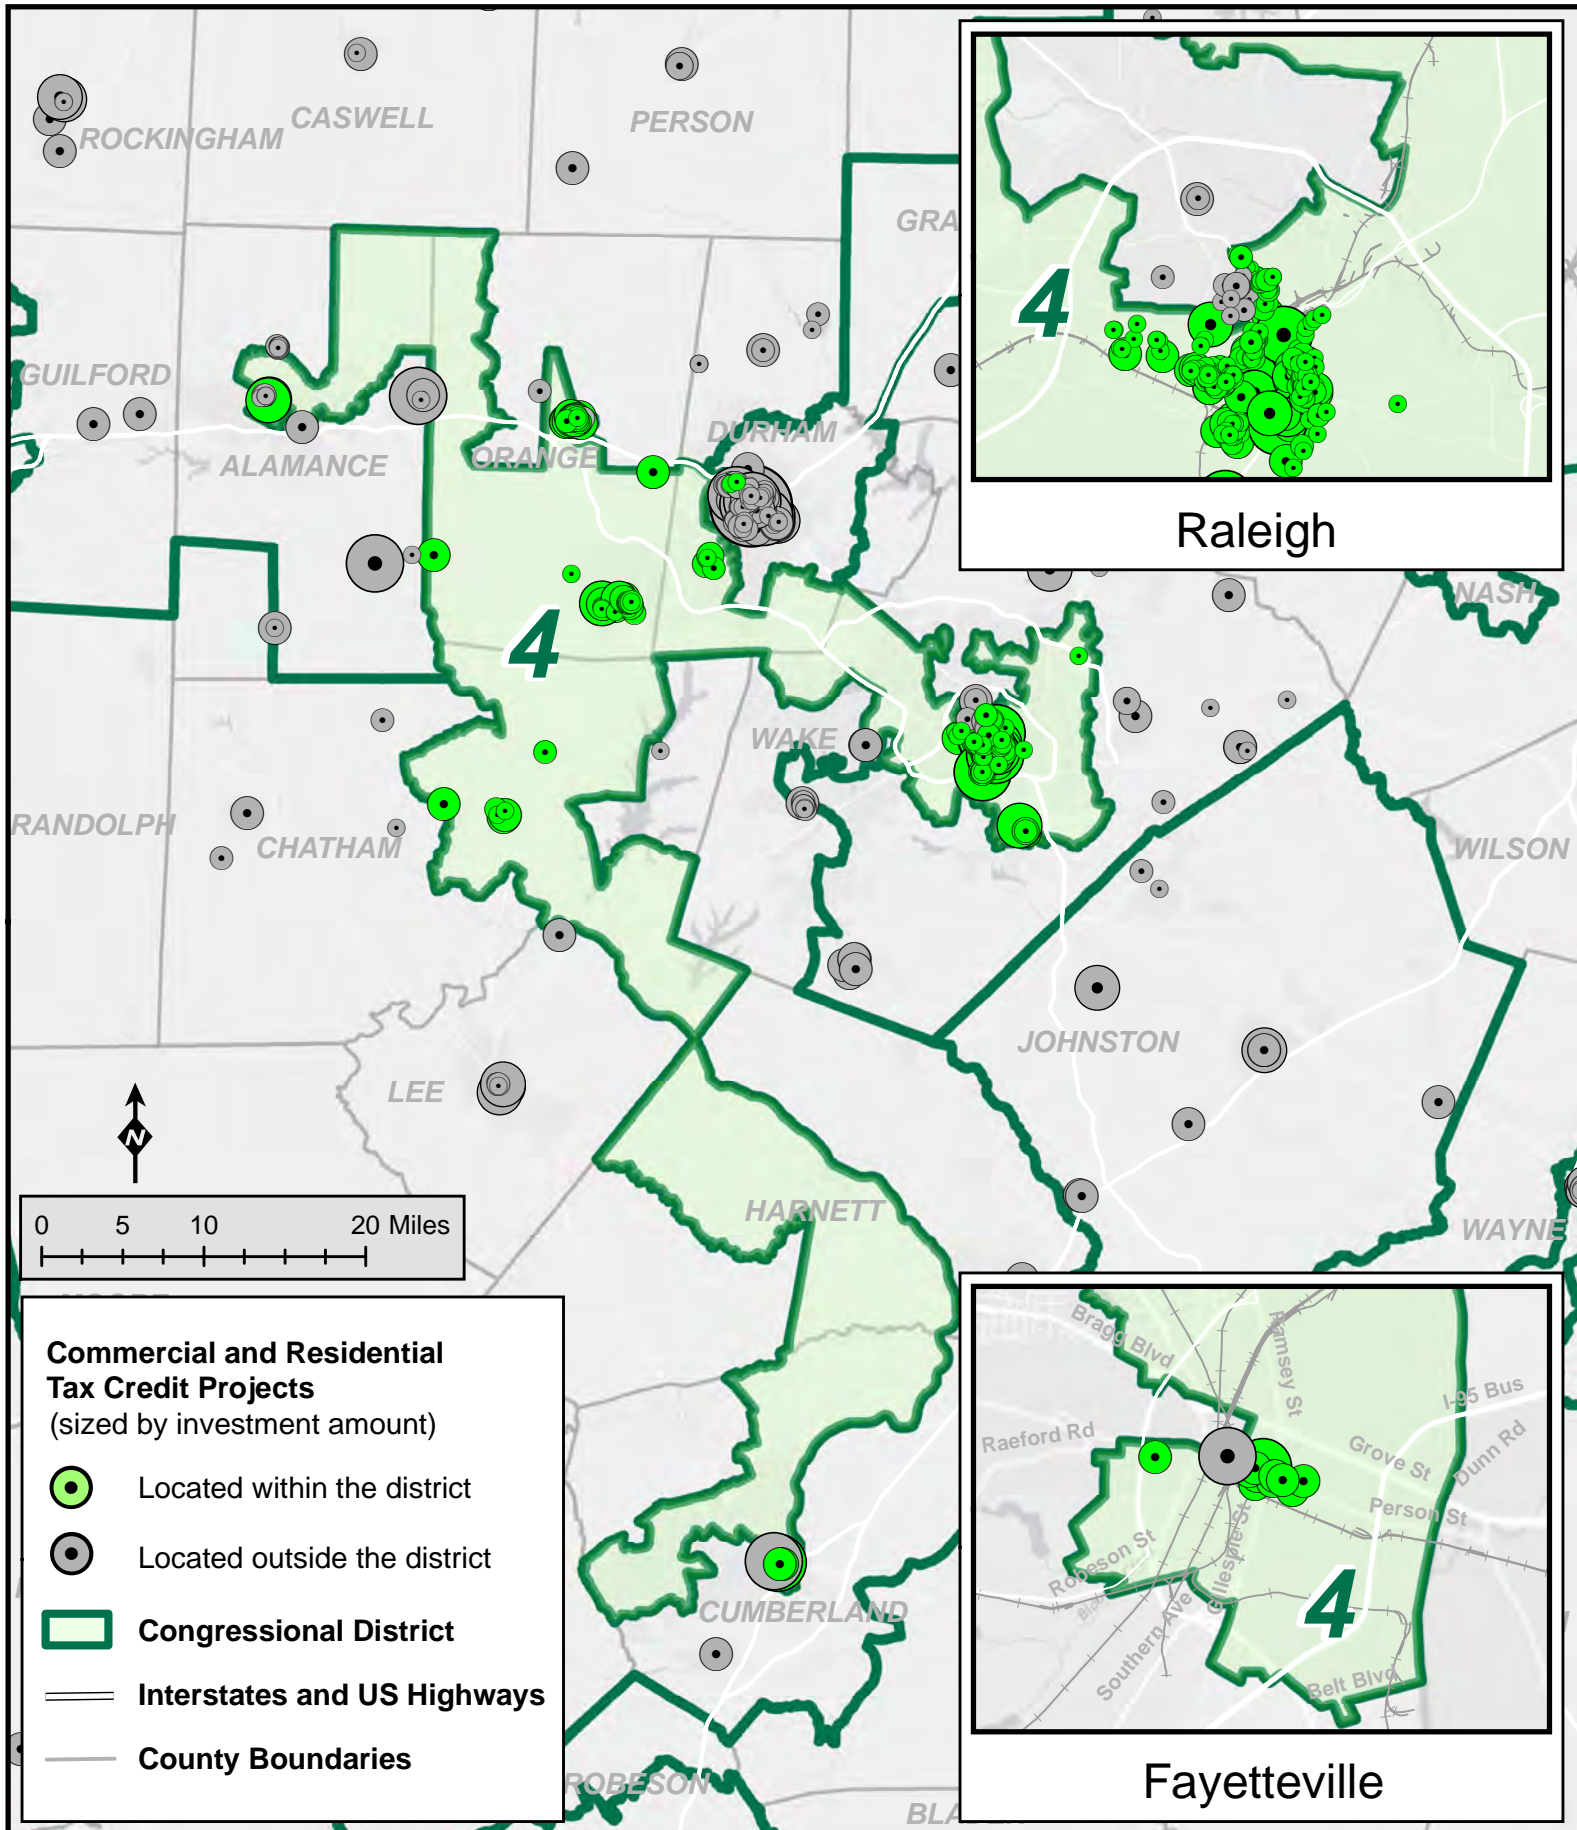 CASWELL
PERSON
ROCKINGHAM
GRA
GUILFORD
DURHAM
ORANGE
ALAMANCE
4
NASH
WAKE
RANDOLPH
CHATHAM
WILSON
JOHNSTON
LEE
N
HARNETT
WAYNE
0 5 10 20 Miles
CUMBERLAND
ROBESON
BLA
4
Raleigh
Bragg Blvd
Ramsey St
I-95 Bus
Raeford Rd
Grove St
Dunn Rd
Person St
Robeson St
Gillespie St
Southern Ave
4
Belt Blvd
Fayetteville
Commercial and Residential
Tax Credit Projects
(sized by investment amount)
Located within the district
Located outside the district
Congressional District
Interstates and US Highways
County Boundaries